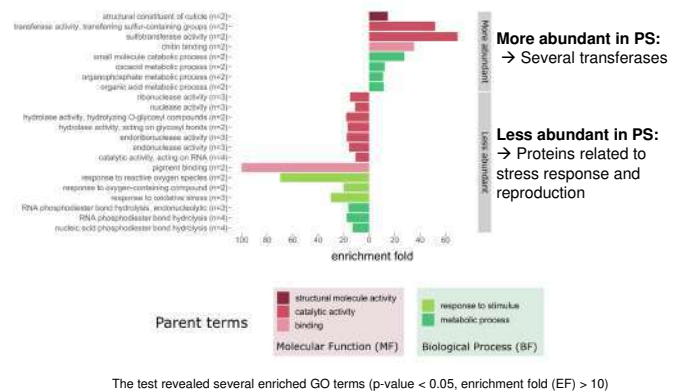 structural constituent of cuticle (n=2)
transferase activity, transferring sulfur-containing groups (n=2)
sulfotransferase activity (n=2)
chitin binding (n=2)
small molecule catabolic process (n=2)
oxoacid metabolic process (n=2)
organophosphate metabolic process (n=2)
organic acid metabolic process (n=2)
ribonuclease activity (n=3)
nuclease activity (n=3)
hydrolase activity, hydrolyzing O-glycosyl compounds (n=2)
hydrolase activity, acting on glycosyl bonds (n=2)
endoribonuclease activity (n=3)
endonuclease activity (n=3)
catalytic activity, acting on RNA (n=4)
pigment binding (n=2)
response to reactive oxygen species (n=2)
response to oxygen-containing compound (n=2)
response to oxidative stress (n=3)
RNA phosphodiester bond hydrolysis, endonucleolytic (n=3)
RNA phosphodiester bond hydrolysis (n=4)
nucleic acid phosphodiester bond hydrolysis (n=4)
100 80 60 40 20 0 20 40 60
enrichment fold
More abundant
Less abundant
More abundant in PS:
→ Several transferases
Less abundant in PS:
→ Proteins related to
stress response and
reproduction
Parent terms
structural molecule activity
catalytic activity
binding
Molecular Function (MF)
response to stimulus
metabolic process
Biological Process (BF)
The test revealed several enriched GO terms (p-value < 0.05, enrichment fold (EF) > 10)